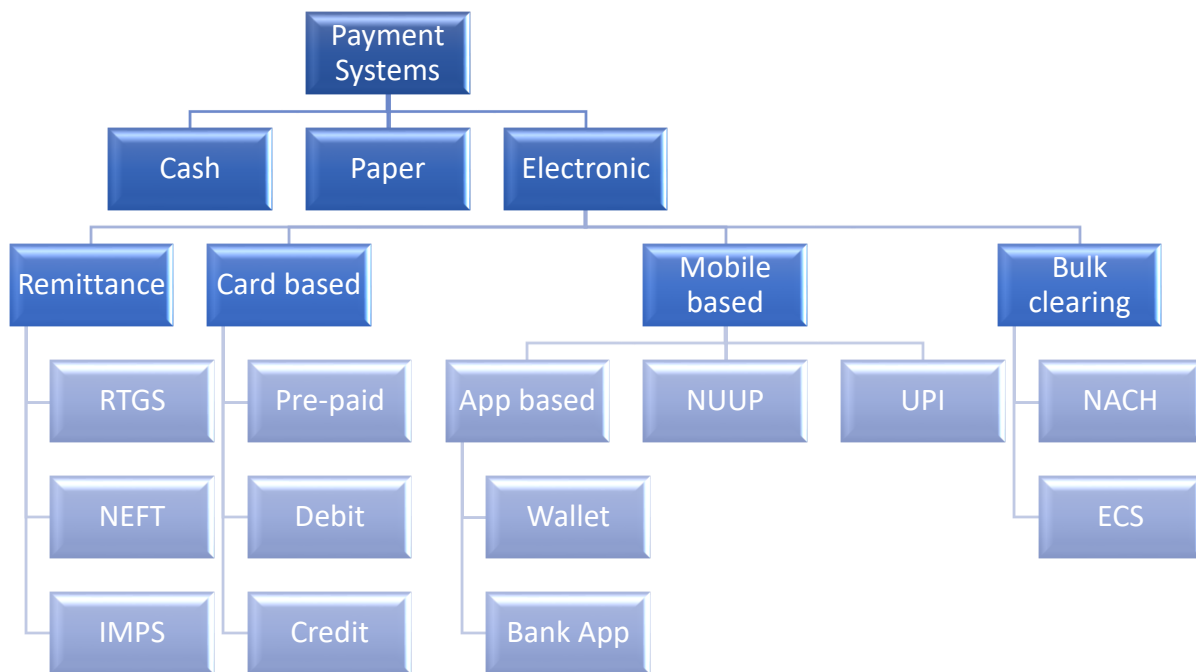 Payment
Systems
Cash
Paper
Electronic
Remittance
Card based
Mobile
based
Bulk
clearing
RTGS
Pre-paid
App based
NUUP
UPI
NACH
NEFT
Debit
Wallet
ECS
IMPS
Credit
Bank App